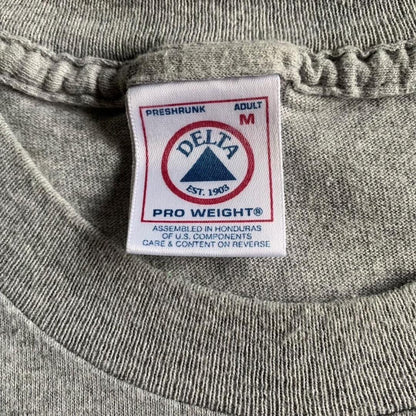 PRESHRUNK ADULT
M
DELTA
EST. 1903
PRO WEIGHT®
ASSEMBLED IN HONDURAS
OF U.S. COMPONENTS
CARE & CONTENT ON REVERSE